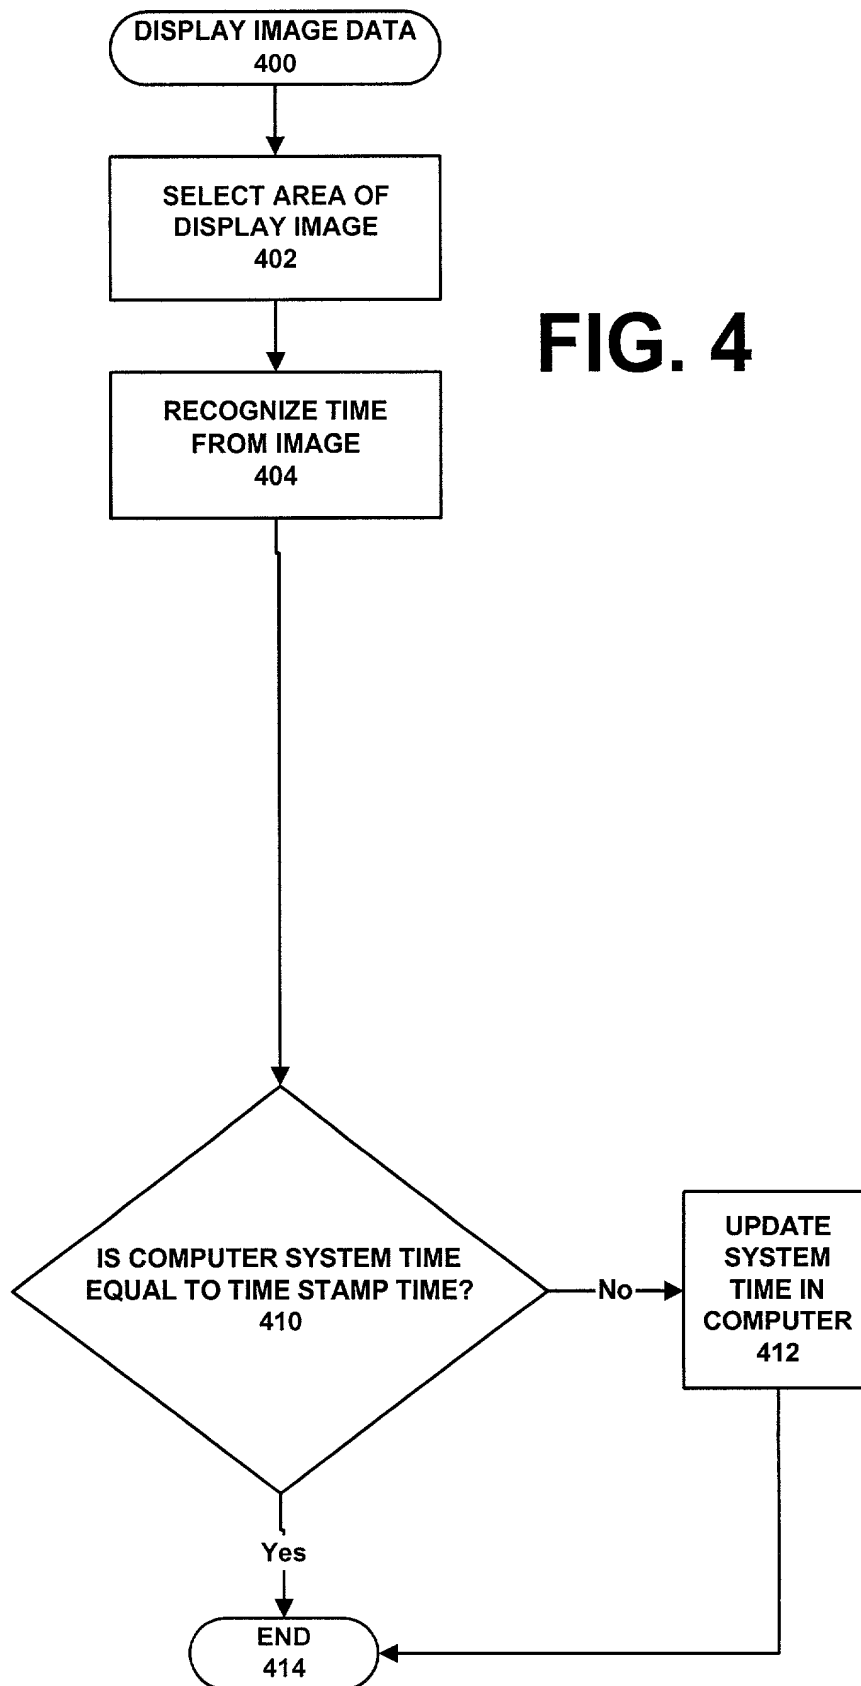 DISPLAY IMAGE DATA
400
SELECT AREA OF
DISPLAY IMAGE
402
FIG. 4
RECOGNIZE TIME
FROM IMAGE
404
IS COMPUTER SYSTEM TIME
EQUAL TO TIME STAMP TIME?
410
No
UPDATE
SYSTEM
TIME IN
COMPUTER
412
Yes
END
414